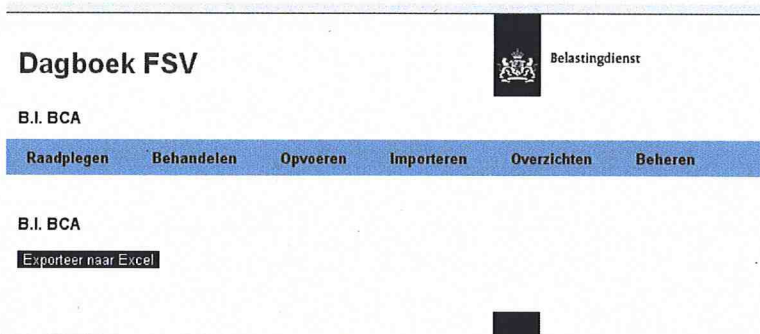 Dagboek FSV
Belastingdienst
B.I. BCA
Raadplegen Behandelen Opvoeren Importeren Overzichten Beheren
B.I. BCA
Exporteer naar Excel